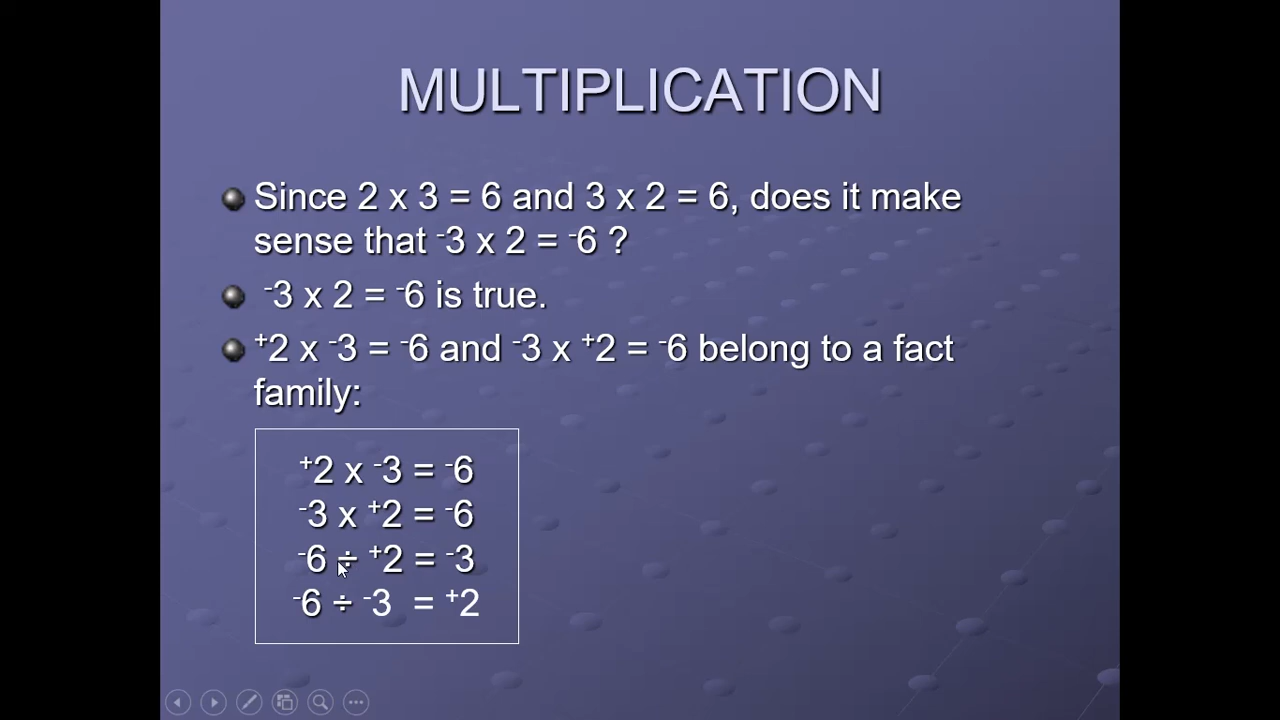 MULTIPLICATION
Since 2 x 3 = 6 and 3 x 2 = 6, does it make
sense that ⁻3 x 2 = ⁻6 ?
⁻3 x 2 = ⁻6 is true.
⁺2 x ⁻3 = ⁻6 and ⁻3 x ⁺2 = ⁻6 belong to a fact
family:
⁺2 x ⁻3 = ⁻6
⁻3 x ⁺2 = ⁻6
⁻6 ÷ ⁺2 = ⁻3
⁻6 ÷ ⁻3 = ⁺2